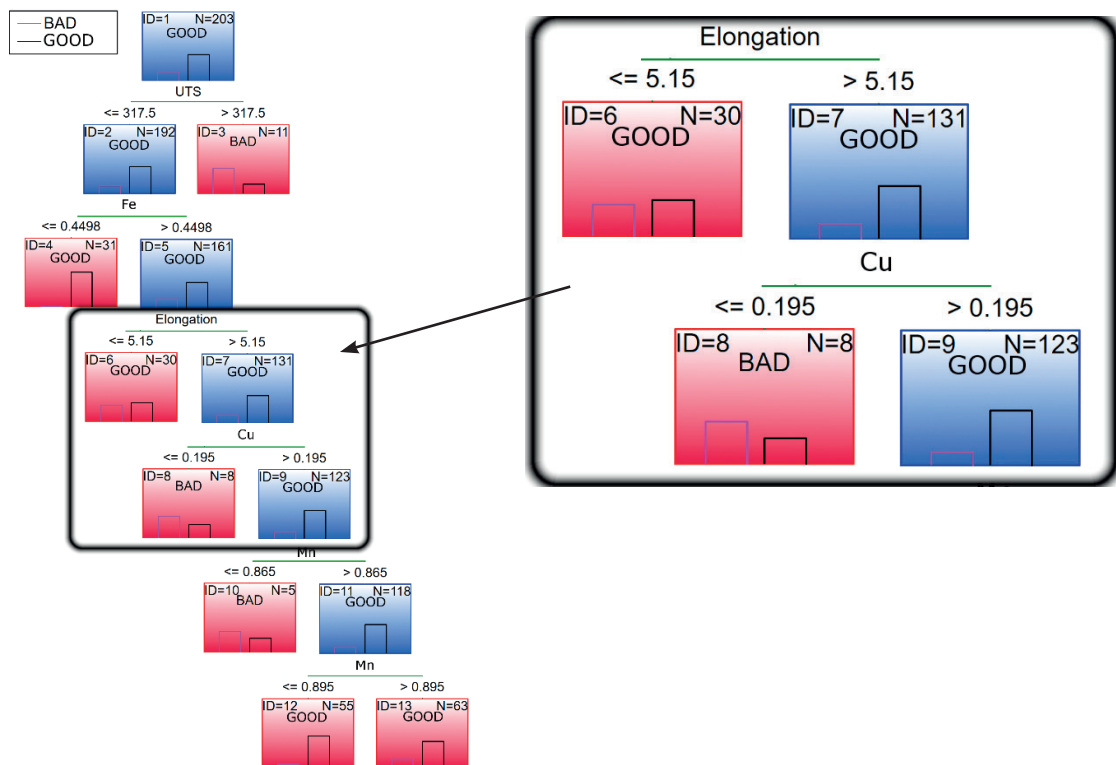 BAD
GOOD
ID=1 N=203
GOOD
UTS
<= 317.5 > 317.5
ID=2 N=192 ID=3 N=11
GOOD BAD
Fe
<= 0.4498 > 0.4498
ID=4 N=31 ID=5 N=161
GOOD GOOD
Elongation
<= 5.15 > 5.15
ID=6 N=30 ID=7 N=131
GOOD GOOD
Cu
<= 0.195 > 0.195
ID=8 N=8 ID=9 N=123
BAD GOOD
Mn
<= 0.865 > 0.865
ID=10 N=5 ID=11 N=118
BAD GOOD
Mn
<= 0.895 > 0.895
ID=12 N=55 ID=13 N=63
GOOD GOOD
Elongation
<= 5.15 > 5.15
ID=6 N=30 ID=7 N=131
GOOD GOOD
Cu
<= 0.195 > 0.195
ID=8 N=8 ID=9 N=123
BAD GOOD